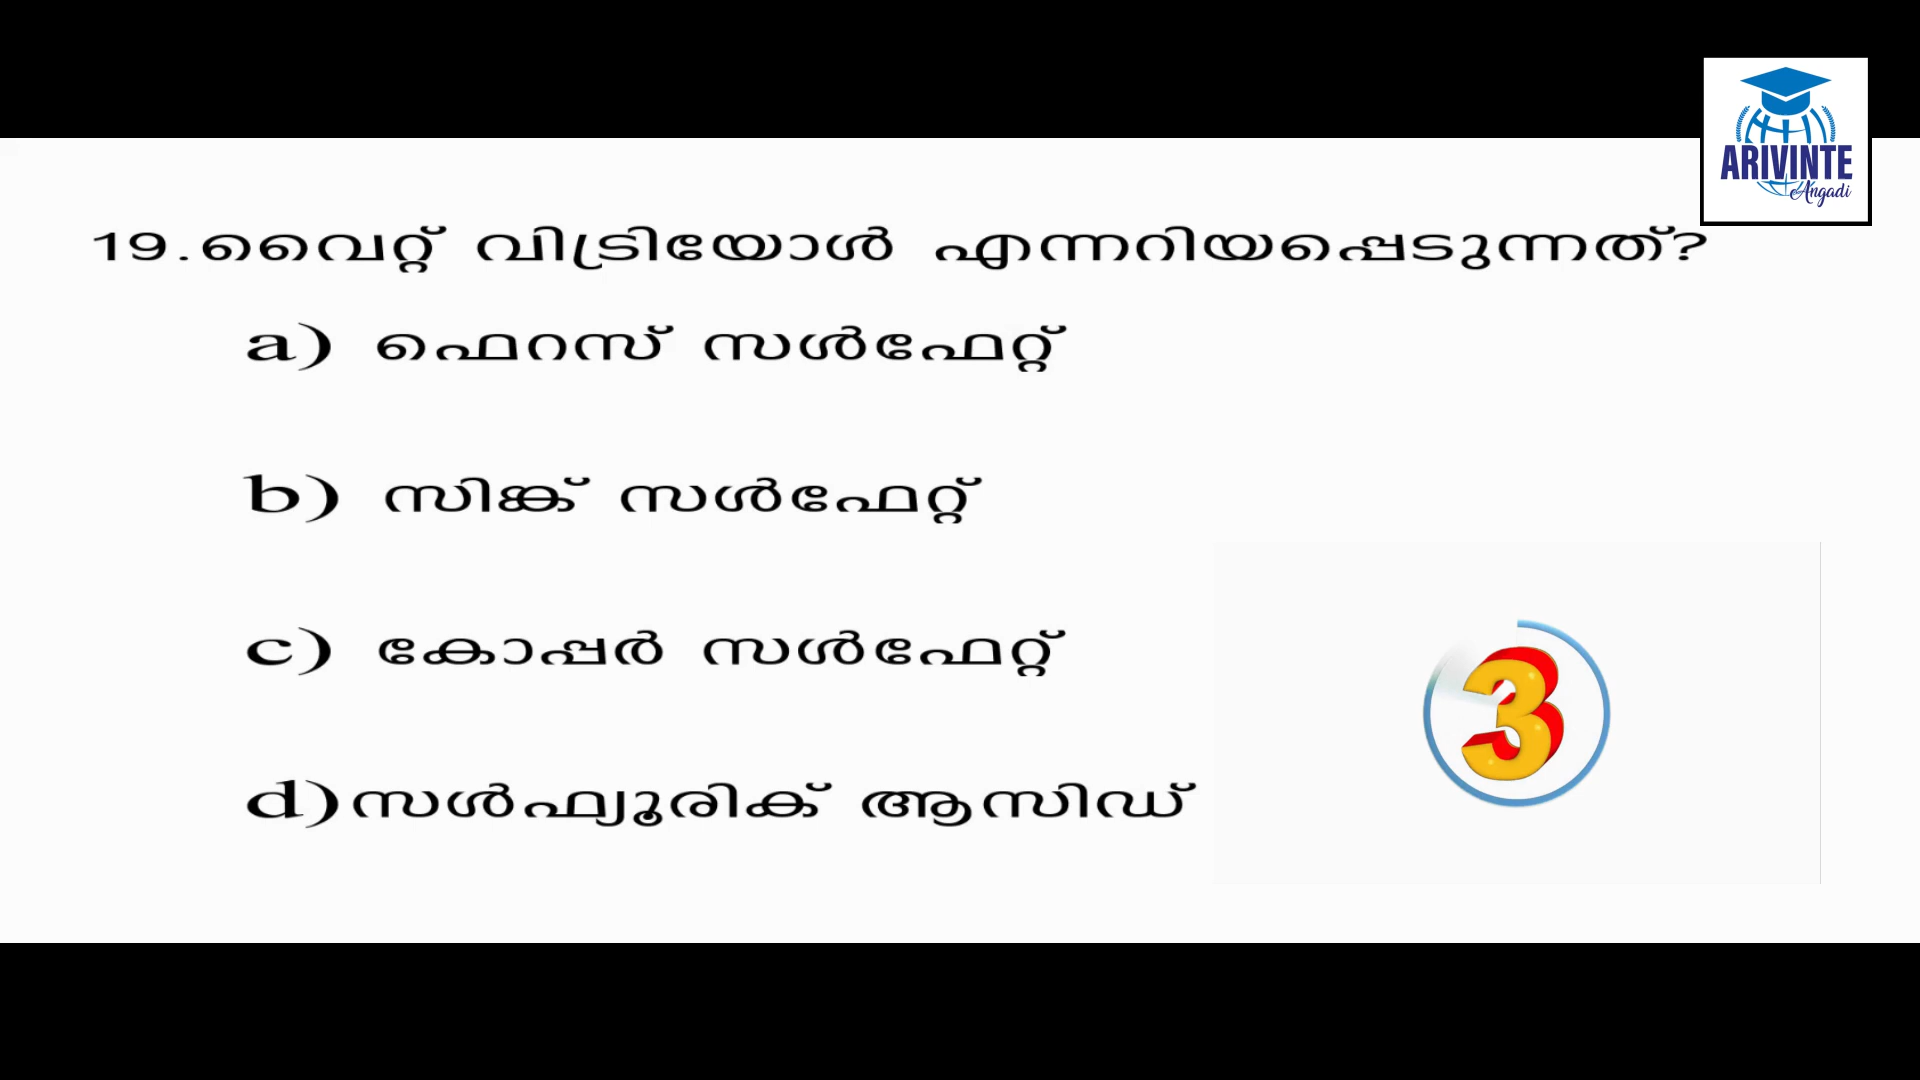 ARIVINTE
Angadi
19.വൈറ്റ് വിട്രിയോൾ എന്നറിയപ്പെടുന്നത്?
a) ഫെറസ് സൾഫേറ്റ്
b) സിങ്ക് സൾഫേറ്റ്
c) കോപ്പർ സൾഫേറ്റ്
3
d)സൾഫ്യൂരിക് ആസിഡ്